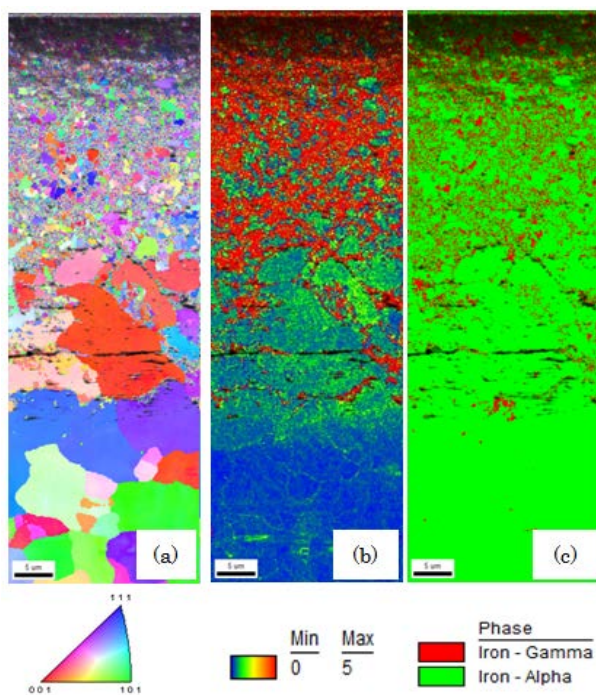 (a)
(b)
(c)
5 um
5 um
5 um
111
001
101
Min Max
0 5
Phase
Iron - Gamma
Iron - Alpha